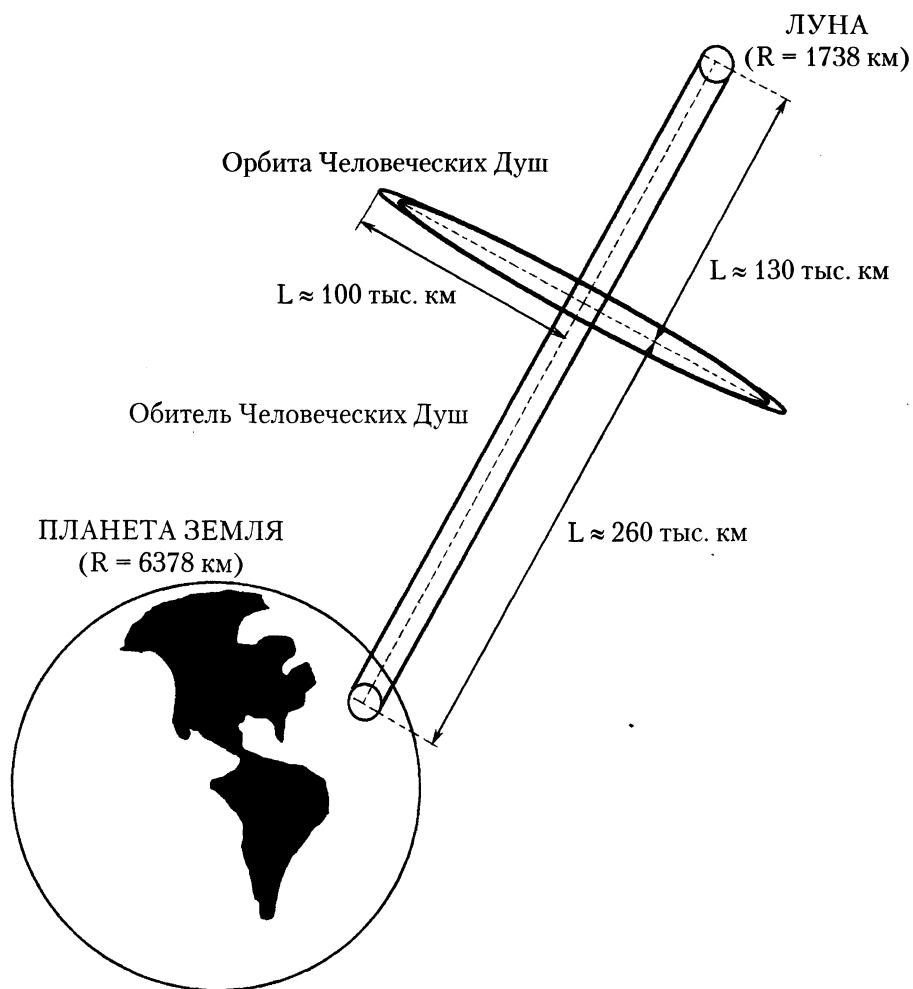 ЛУНА
(R = 1738 км)
Орбита Человеческих Душ
L ≈ 130 тыс. км
L ≈ 100 тыс. км
Обитель Человеческих Душ
ПЛАНЕТА ЗЕМЛЯ
(R = 6378 км)
L ≈ 260 тыс. км